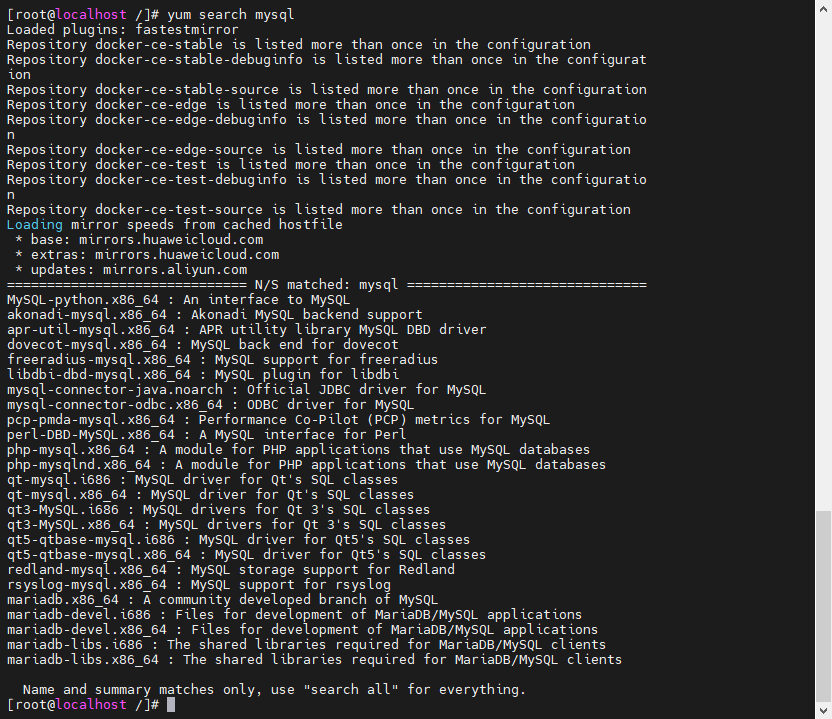 [root@localhost /]# yum search mysql
Loaded plugins: fastestmirror
Repository docker-ce-stable is listed more than once in the configuration
Repository docker-ce-stable-debuginfo is listed more than once in the configurat
ion
Repository docker-ce-stable-source is listed more than once in the configuration
Repository docker-ce-edge is listed more than once in the configuration
Repository docker-ce-edge-debuginfo is listed more than once in the configuratio
n
Repository docker-ce-edge-source is listed more than once in the configuration
Repository docker-ce-test is listed more than once in the configuration
Repository docker-ce-test-debuginfo is listed more than once in the configuratio
n
Repository docker-ce-test-source is listed more than once in the configuration
Loading mirror speeds from cached hostfile
 * base: mirrors.huaweicloud.com
 * extras: mirrors.huaweicloud.com
 * updates: mirrors.aliyun.com
============================== N/S matched: mysql ==============================
MySQL-python.x86_64 : An interface to MySQL
akonadi-mysql.x86_64 : Akonadi MySQL backend support
apr-util-mysql.x86_64 : APR utility library MySQL DBD driver
dovecot-mysql.x86_64 : MySQL back end for dovecot
freeradius-mysql.x86_64 : MySQL support for freeradius
libdbi-dbd-mysql.x86_64 : MySQL plugin for libdbi
mysql-connector-java.noarch : Official JDBC driver for MySQL
mysql-connector-odbc.x86_64 : ODBC driver for MySQL
pcp-pmda-mysql.x86_64 : Performance Co-Pilot (PCP) metrics for MySQL
perl-DBD-MySQL.x86_64 : A MySQL interface for Perl
php-mysql.x86_64 : A module for PHP applications that use MySQL databases
php-mysqlnd.x86_64 : A module for PHP applications that use MySQL databases
qt-mysql.i686 : MySQL driver for Qt's SQL classes
qt-mysql.x86_64 : MySQL driver for Qt's SQL classes
qt3-MySQL.i686 : MySQL drivers for Qt 3's SQL classes
qt3-MySQL.x86_64 : MySQL drivers for Qt 3's SQL classes
qt5-qtbase-mysql.i686 : MySQL driver for Qt5's SQL classes
qt5-qtbase-mysql.x86_64 : MySQL driver for Qt5's SQL classes
redland-mysql.x86_64 : MySQL storage support for Redland
rsyslog-mysql.x86_64 : MySQL support for rsyslog
mariadb.x86_64 : A community developed branch of MySQL
mariadb-devel.i686 : Files for development of MariaDB/MySQL applications
mariadb-devel.x86_64 : Files for development of MariaDB/MySQL applications
mariadb-libs.i686 : The shared libraries required for MariaDB/MySQL clients
mariadb-libs.x86_64 : The shared libraries required for MariaDB/MySQL clients

  Name and summary matches only, use "search all" for everything.
[root@localhost /]#